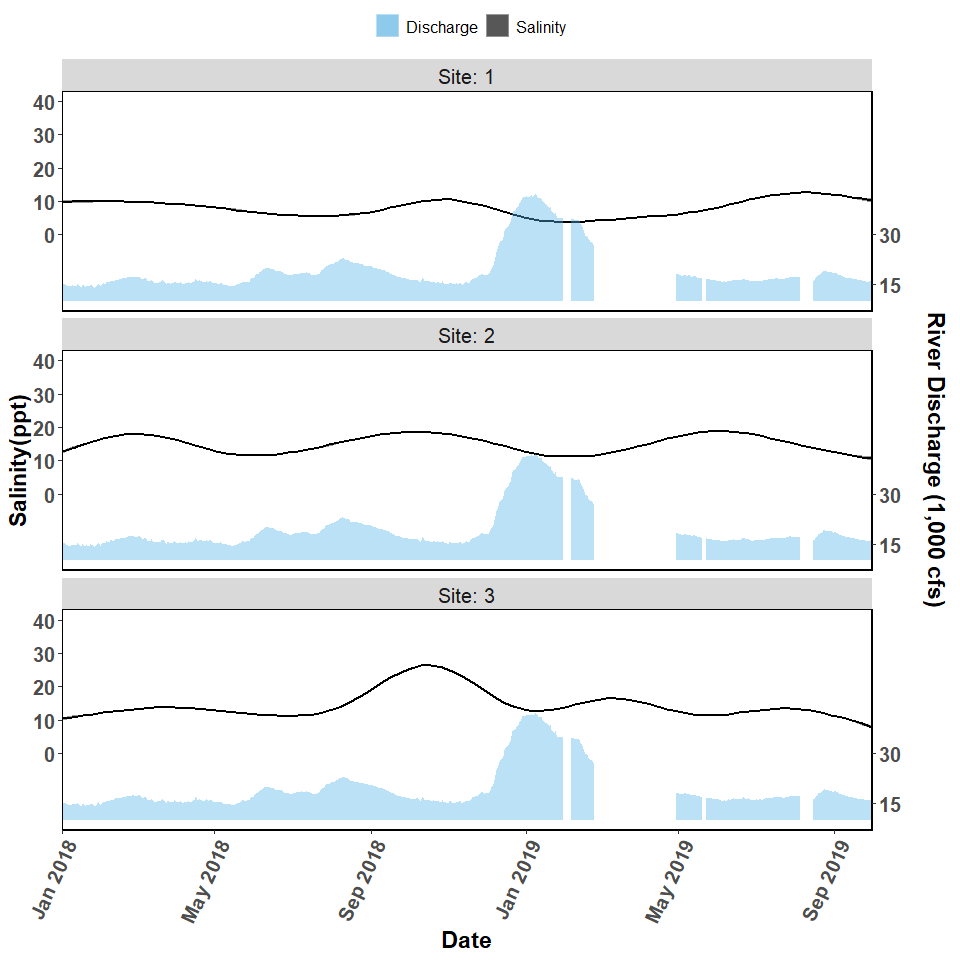 Discharge Salinity
Site: 1
40
30
20
10
0
30
15
Site: 2
40
30
20
10
0
30
15
Site: 3
40
30
20
10
0
30
15
Salinity(ppt)
River Discharge (1,000 cfs)
Jan 2018
May 2018
Sep 2018
Jan 2019
May 2019
Sep 2019
Date